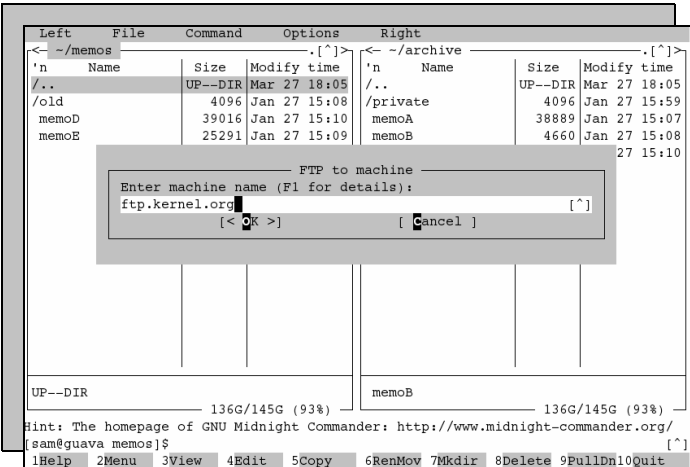 Left File Command Options Right
<─ ~/memos ─.[^]> <─ ~/archive ─.[^]>
'n Name Size Modify time 'n Name Size Modify time
/.. UP--DIR Mar 27 18:05 /.. UP--DIR Mar 27 18:05
/old 4096 Jan 27 15:08 /private 4096 Jan 27 15:59
memoD 39016 Jan 27 15:10 memoA 38889 Jan 27 15:07
memoE 25291 Jan 27 15:09 memoB 4660 Jan 27 15:08
27 15:10
FTP to machine
Enter machine name (F1 for details):
ftp.kernel.org [^]
[< OK >] [ Cancel ]
UP--DIR memoB
136G/145G (93%) 136G/145G (93%)
Hint: The homepage of GNU Midnight Commander: http://www.midnight-commander.org/
[sam@guava memos]$ [^]
1Help 2Menu 3View 4Edit 5Copy 6RenMov 7Mkdir 8Delete 9PullDn10Quit